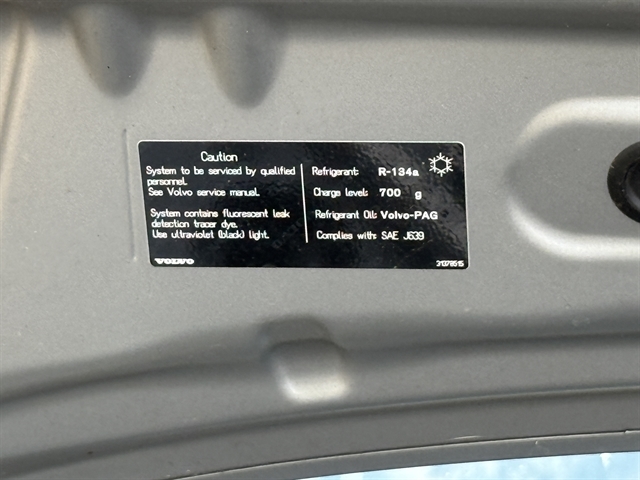 Caution
System to be serviced by qualified
personnel.
See Volvo service manual.
System contains fluorescent leak
detection tracer dye.
Use ultraviolet (black) light.
VOLVO
Refrigerant: R-134a
Charge level: 700 g
Refrigerant Oil: Volvo-PAG
Complies with: SAE J639
31378515